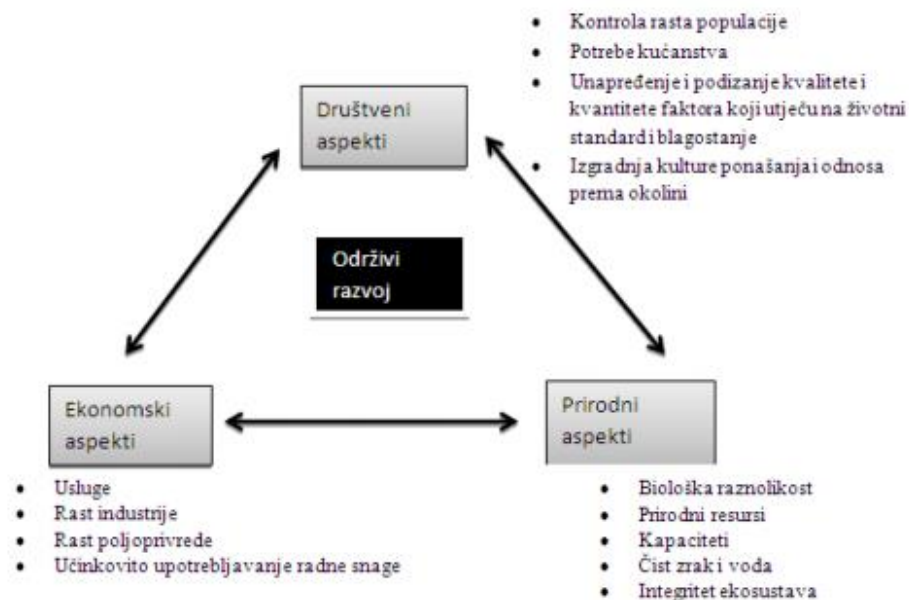 • Kontrola rasta populacije
• Potrebe kućanstva
• Unapređenje i podizanje kvalitete i
kvantitete faktora koji utječu na životni
standard i blagostanje
• Izgradnja kulture ponašanja i odnosa
prema okolini
Društveni
aspekti
Održivi
razvoj
Ekonomski
aspekti
• Usluge
• Rast industrije
• Rast poljoprivrede
• Učinkovito upotrebljavanje radne snage
Prirodni
aspekti
• Biološka raznolikost
• Prirodni resursi
• Kapaciteti
• Čist zrak i voda
• Integritet ekosustava